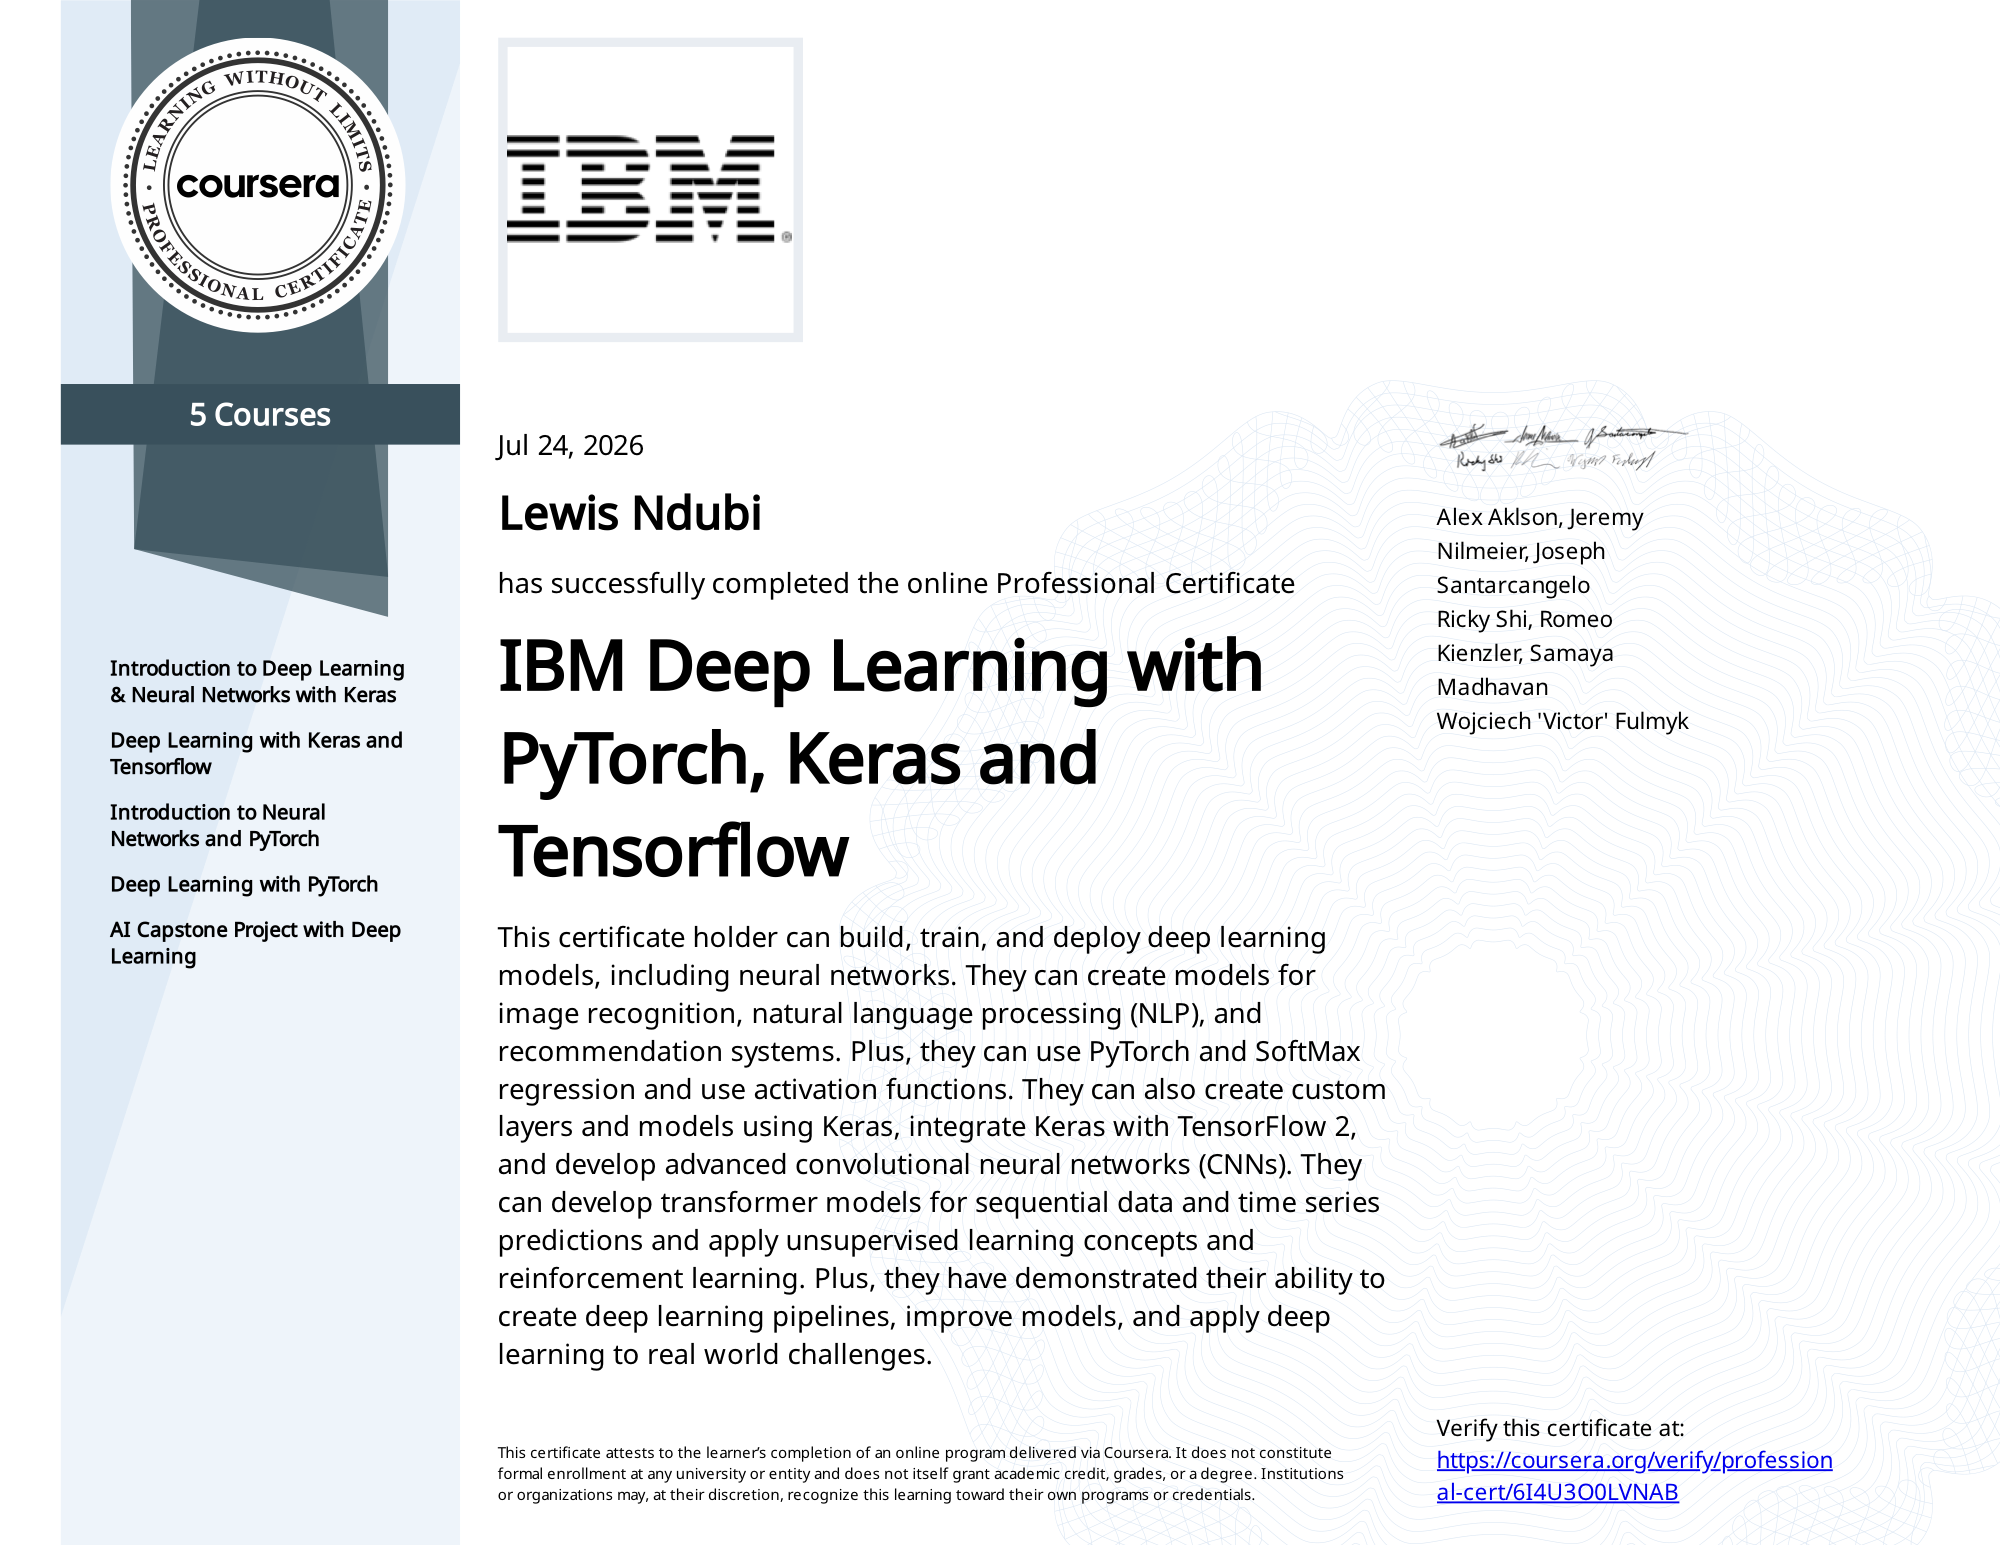 LEARNING WITHOUT LIMITS
coursera
PROFESSIONAL CERTIFICATE
5 Courses
Introduction to Deep Learning
& Neural Networks with Keras
Deep Learning with Keras and
Tensorflow
Introduction to Neural
Networks and PyTorch
Deep Learning with PyTorch
AI Capstone Project with Deep
Learning
IBM®
Jul 24, 2026
Lewis Ndubi
has successfully completed the online Professional Certificate
IBM Deep Learning with
PyTorch, Keras and
Tensorflow
This certificate holder can build, train, and deploy deep learning
models, including neural networks. They can create models for
image recognition, natural language processing (NLP), and
recommendation systems. Plus, they can use PyTorch and SoftMax
regression and use activation functions. They can also create custom
layers and models using Keras, integrate Keras with TensorFlow 2,
and develop advanced convolutional neural networks (CNNs). They
can develop transformer models for sequential data and time series
predictions and apply unsupervised learning concepts and
reinforcement learning. Plus, they have demonstrated their ability to
create deep learning pipelines, improve models, and apply deep
learning to real world challenges.
This certificate attests to the learner’s completion of an online program delivered via Coursera. It does not constitute
formal enrollment at any university or entity and does not itself grant academic credit, grades, or a degree. Institutions
or organizations may, at their discretion, recognize this learning toward their own programs or credentials.
Alex Aklson, Jeremy
Nilmeier, Joseph
Santarcangelo
Ricky Shi, Romeo
Kienzler, Samaya
Madhavan
Wojciech 'Victor' Fulmyk
Verify this certificate at:
https://coursera.org/verify/profession
al-cert/6I4U3O0LVNAB